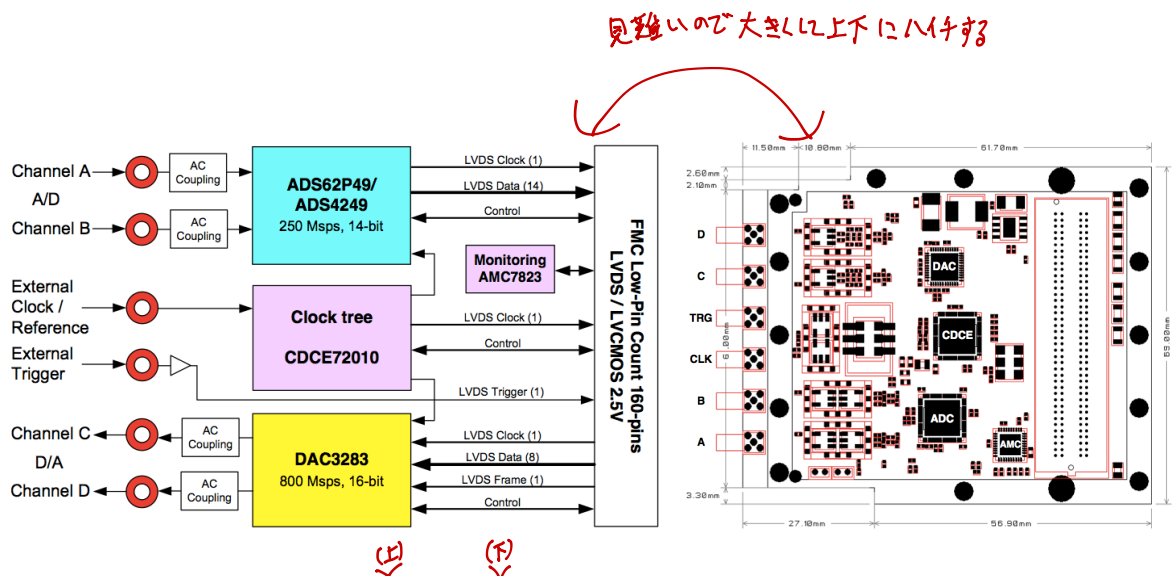 見難いので大きくして上下にハイチする
Channel A
A/D
Channel B
External
Clock /
Reference
External
Trigger
Channel C
D/A
Channel D
AC
Coupling
AC
Coupling
AC
Coupling
AC
Coupling
ADS62P49/
ADS4249
250 Msps, 14-bit
Clock tree
CDCE72010
DAC3283
800 Msps, 16-bit
LVDS Clock (1)
LVDS Data (14)
Control
Monitoring
AMC7823
LVDS Clock (1)
Control
LVDS Trigger (1)
LVDS Clock (1)
LVDS Data (8)
LVDS Frame (1)
Control
FMC Low-Pin Count 160-pins
LVDS / LVCMOS 2.5V
11.50mm
10.80mm
61.70mm
2.60mm
2.10mm
D
C
TRG
CLK
B
A
DAC
CDCE
ADC
AMC
69.00mm
3.30mm
27.10mm
56.90mm
(上)
(下)